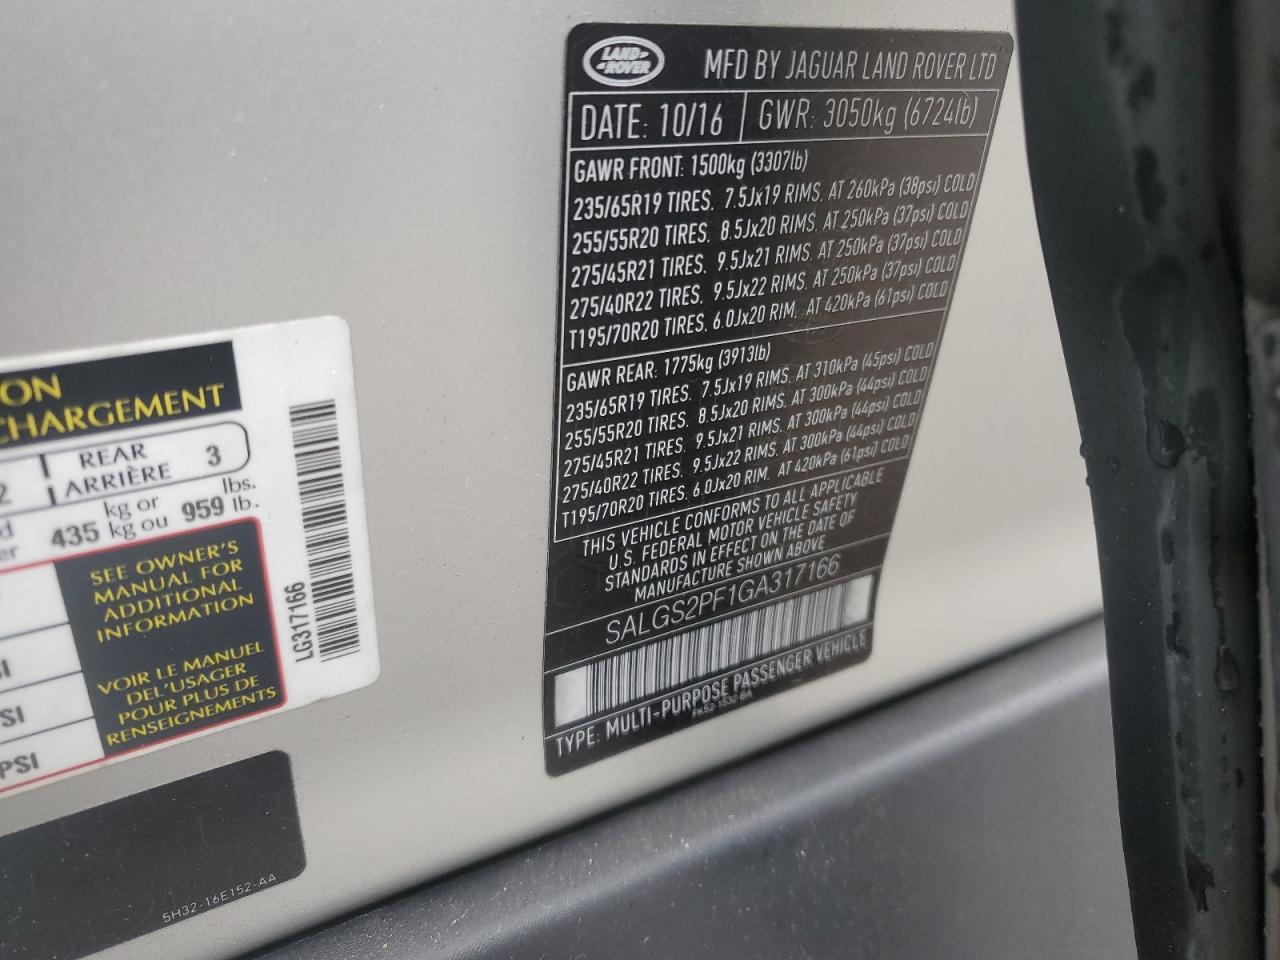 LAND ROVER
MFD BY JAGUAR LAND ROVER LTD
DATE: 10/16
GWR: 3050kg (6724lb)
GAWR FRONT: 1500kg (3307lb)
235/65R19 TIRES. 7.5Jx19 RIMS. AT 260kPa (38psi) COLD
255/55R20 TIRES. 8.5Jx20 RIMS. AT 250kPa (37psi) COLD
275/45R21 TIRES. 9.5Jx21 RIMS. AT 250kPa (37psi) COLD
275/40R22 TIRES. 9.5Jx22 RIMS. AT 250kPa (37psi) COLD
T195/70R20 TIRES. 6.0Jx20 RIM. AT 420kPa (61psi) COLD
GAWR REAR: 1775kg (3913lb)
235/65R19 TIRES. 7.5Jx19 RIMS. AT 310kPa (45psi) COLD
255/55R20 TIRES. 8.5Jx20 RIMS. AT 300kPa (44psi) COLD
275/45R21 TIRES. 9.5Jx21 RIMS. AT 300kPa (44psi) COLD
275/40R22 TIRES. 9.5Jx22 RIMS. AT 300kPa (44psi) COLD
T195/70R20 TIRES. 6.0Jx20 RIM. AT 420kPa (61psi) COLD
THIS VEHICLE CONFORMS TO ALL APPLICABLE
U.S. FEDERAL MOTOR VEHICLE SAFETY
STANDARDS IN EFFECT ON THE DATE OF
MANUFACTURE SHOWN ABOVE
SALGS2PF1GA317166
TYPE: MULTI-PURPOSE PASSENGER VEHICLE
FK52-1532-BA
ON
CHARGEMENT
2
REAR
ARRIÈRE
3
435 kg or
kg ou
959 lbs.
lb.
SEE OWNER'S
MANUAL FOR
ADDITIONAL
INFORMATION
VOIR LE MANUEL
DEL'USAGER
POUR PLUS DE
RENSEIGNEMENTS
SI
PSI
LG317166
5H32-16E152-AA